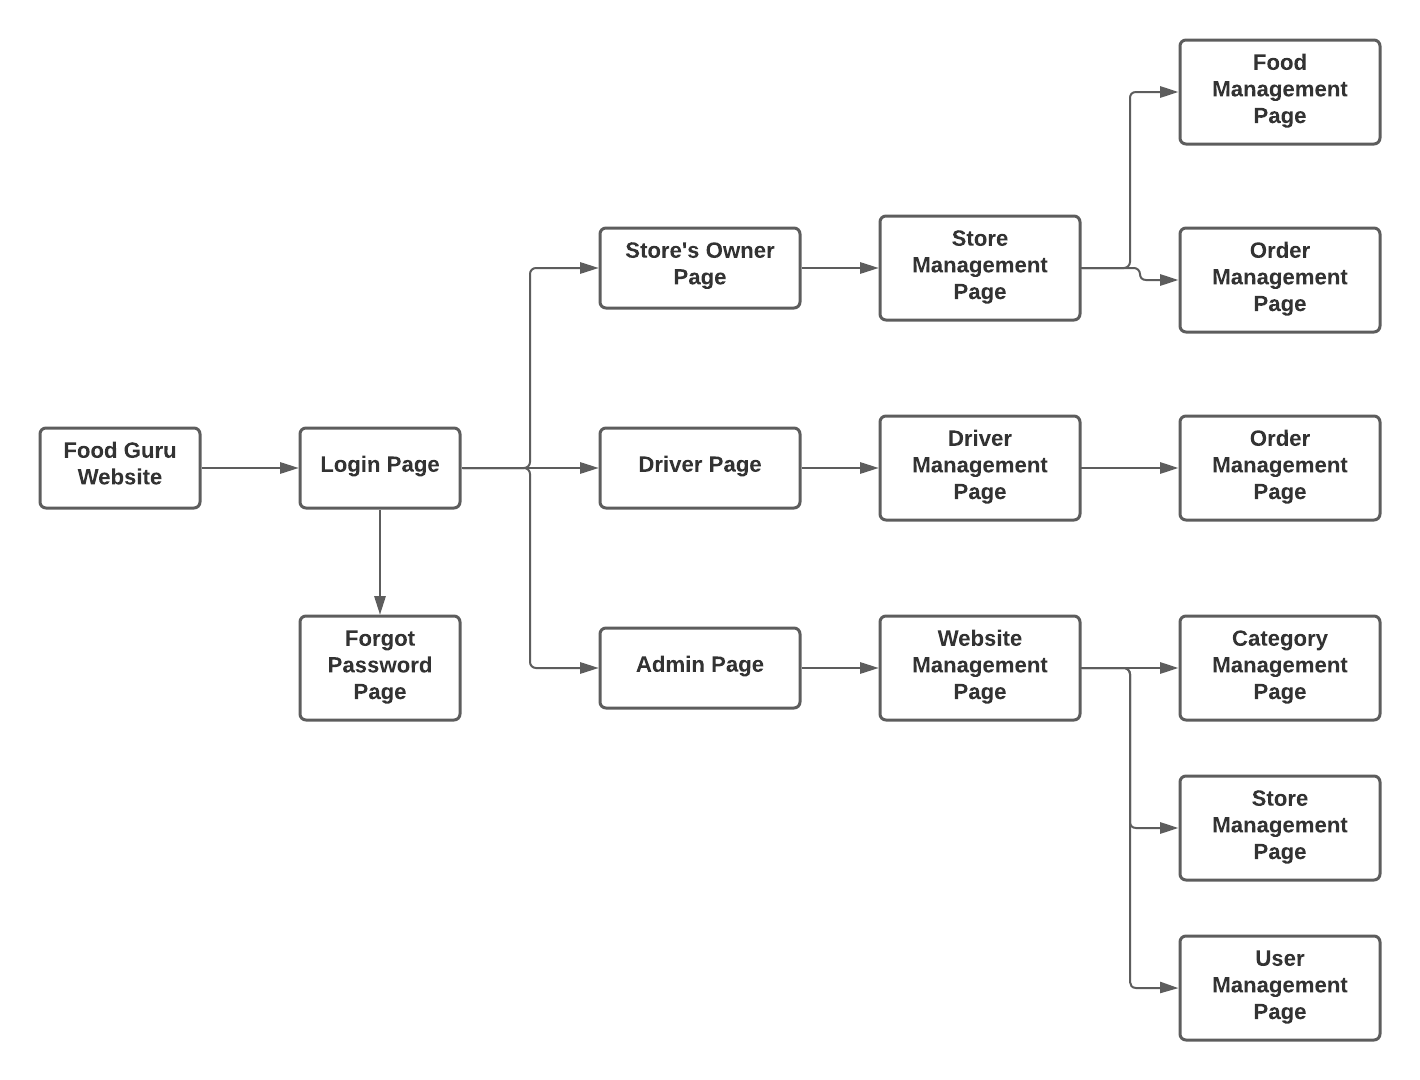 Food
Management
Page
Store's Owner
Page
Store
Management
Page
Order
Management
Page
Food Guru
Website
Login Page
Driver Page
Driver
Management
Page
Order
Management
Page
Forgot
Password
Page
Admin Page
Website
Management
Page
Category
Management
Page
Store
Management
Page
User
Management
Page